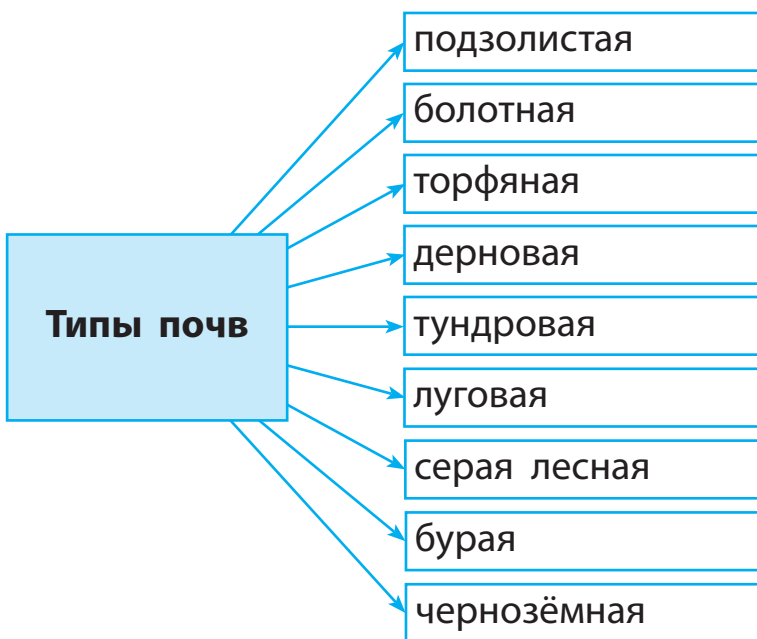 Типы почв
подзолистая
болотная
торфяная
дерновая
тундровая
луговая
серая лесная
бурая
чернозёмная